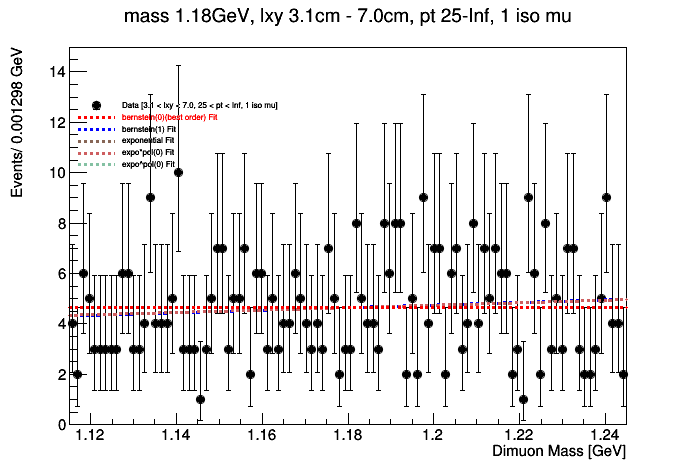 mass 1.18GeV, lxy 3.1cm - 7.0cm, pt 25-Inf, 1 iso mu
Events/ 0.001298 GeV
14
12
10
8
6
4
2
0
Data [3.1 < lxy < 7.0, 25 < pt < Inf, 1 iso mu]
bernstein(0)(best order) Fit
bernstein(1) Fit
exponential Fit
expo*pol(0) Fit
expo^pol(0) Fit
1.12 1.14 1.16 1.18 1.2 1.22 1.24
Dimuon Mass [GeV]